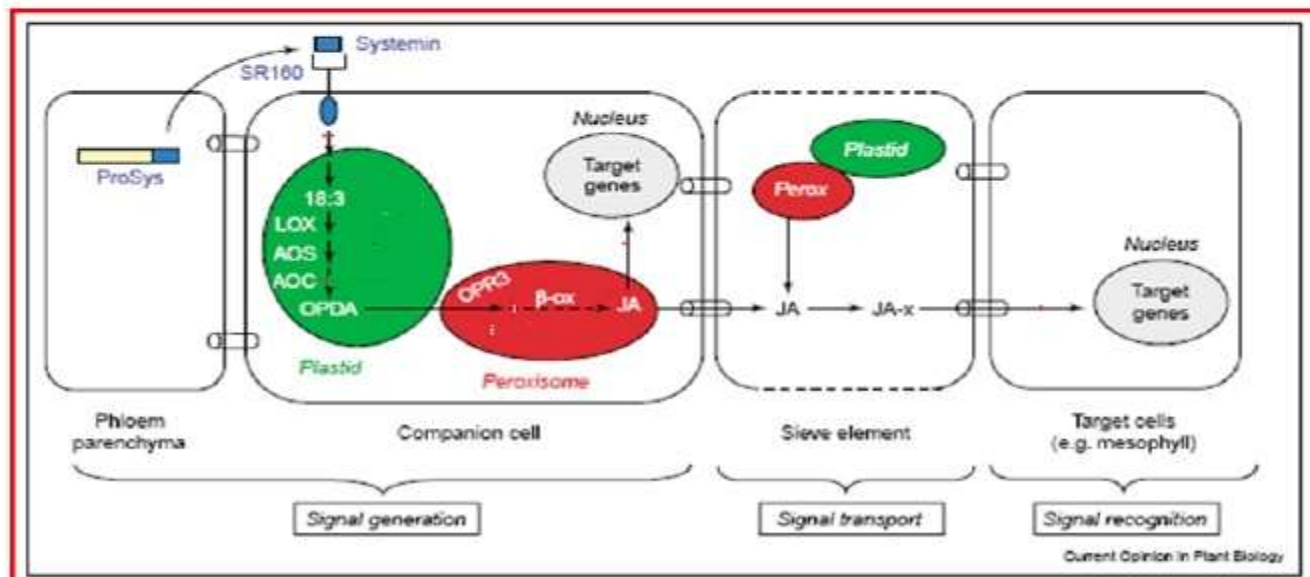 Systemin
SR160
ProSys
18:3
LOX
AOS
AOC
OPDA
Plastid
OPR3
β-ox
JA
Peroxisome
Nucleus
Target
genes
Plastid
Perox
JA
JA-x
Nucleus
Target
genes
Phloem
parenchyma
Companion cell
Sieve element
Target cells
(e.g. mesophyll)
Signal generation
Signal transport
Signal recognition
Current Opinion in Plant Biology